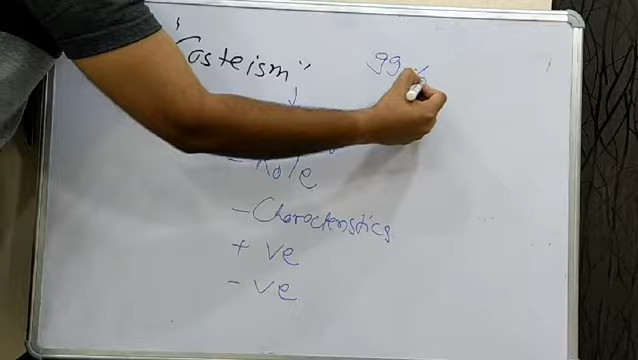 "Casteism" 99%
- Role
- Characteristics
+ ve
- ve